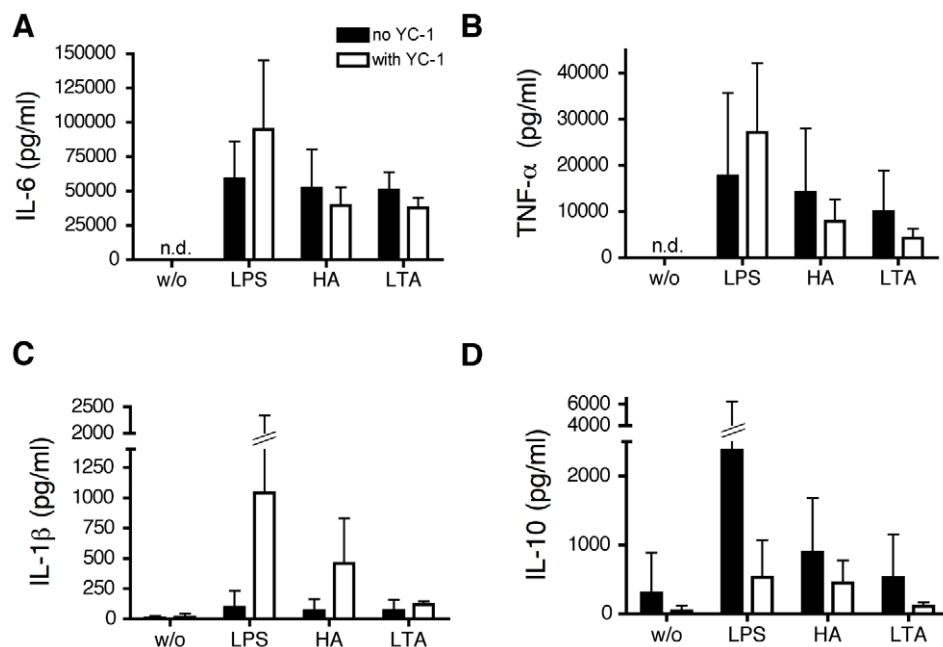 A
IL-6 (pg/ml)
150000
125000
100000
75000
50000
25000
0
n.d.
w/o LPS HA LTA
no YC-1
with YC-1
B
TNF-α (pg/ml)
40000
30000
20000
10000
0
n.d.
w/o LPS HA LTA
C
IL-1β (pg/ml)
2500
2000
1250
1000
750
500
250
0
w/o LPS HA LTA
D
IL-10 (pg/ml)
6000
4000
2000
1000
0
w/o LPS HA LTA